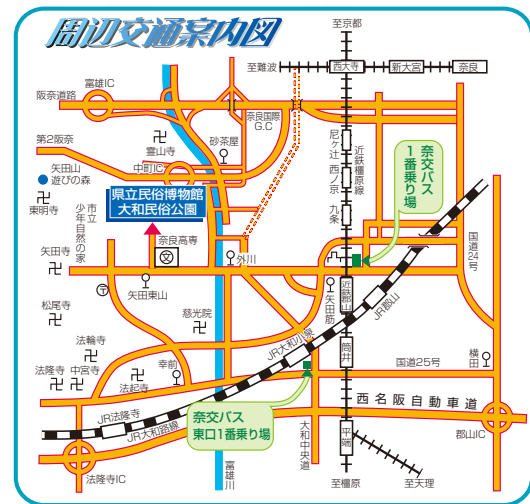 周辺交通案内図
至京都
至難波
西大寺
新大宮
奈良
富雄IC
阪奈道路
奈良国際
G.C
第2阪奈
霊山寺
砂茶屋
中町IC
尼ヶ辻
西ノ京
九条
近鉄橿原線
奈交バス
1番乗り場
矢田山
遊びの森
東明寺
市立
少年自然の家
県立民俗博物館
大和民俗公園
奈良高専
文
国道24号
矢田寺
外川
矢田東山
近鉄郡山
矢田筋
JR郡山
松尾寺
慈光院
法輪寺
法隆寺
中宮寺
法起寺
幸前
JR大和小泉
筒井
国道25号
横田
JR法隆寺
JR大和路線
奈交バス
東口1番乗り場
西名阪自動車道
大和中央道
平端
郡山IC
法隆寺IC
富雄川
至橿原
至天理